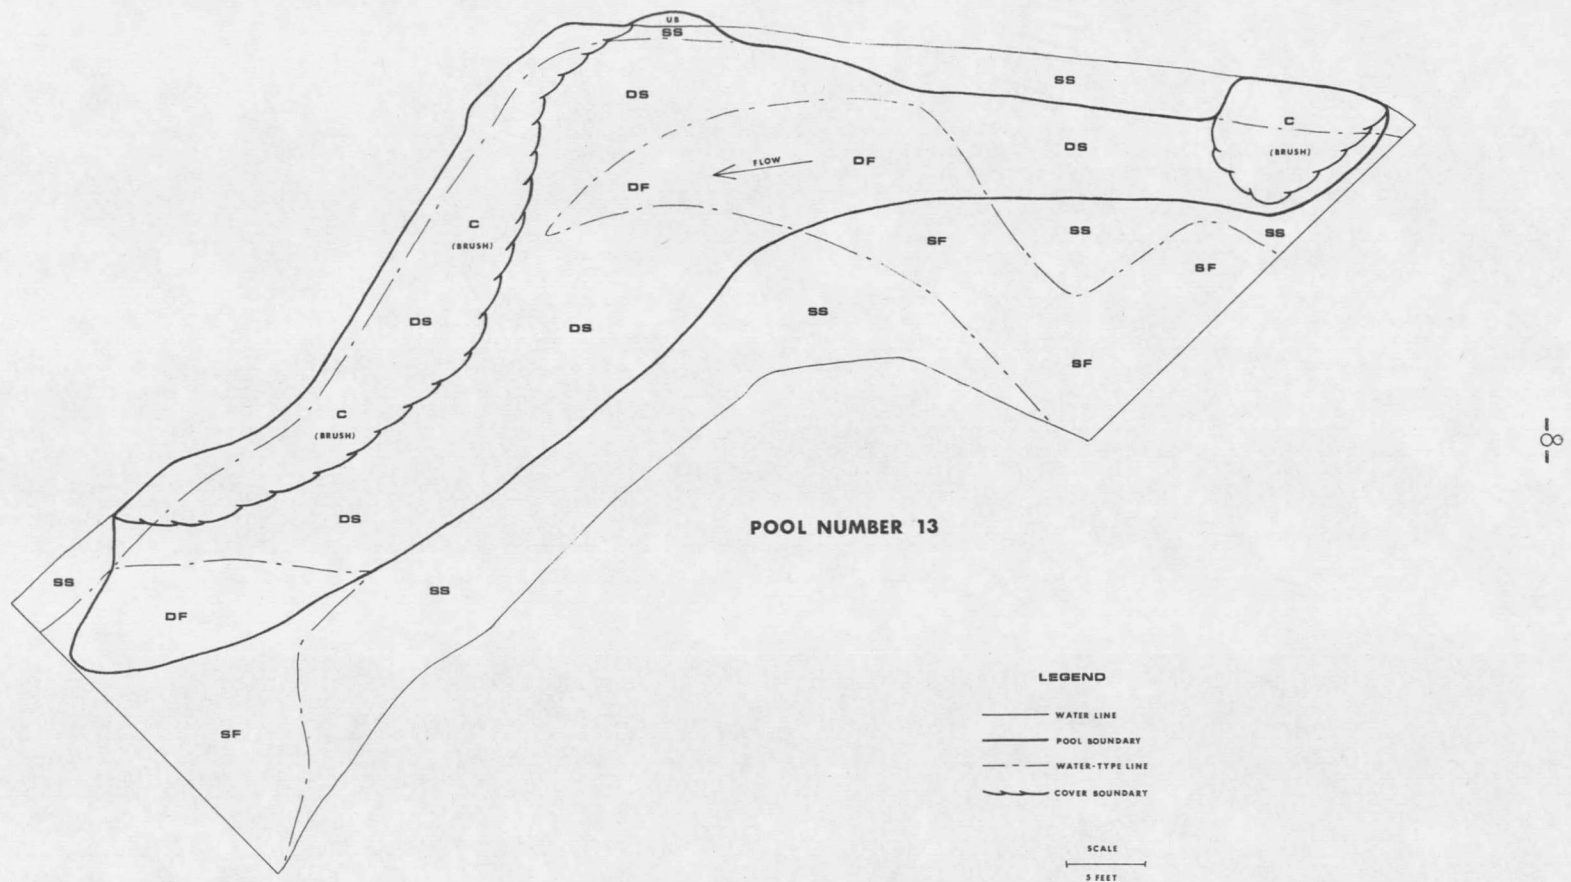 UB
SS
DS
SS
C
(BRUSH)
FLOW
DF
DS
DF
C
(BRUSH)
SF
SS
SS
SF
DS
DS
SS
SF
C
(BRUSH)
-8-
DS
POOL NUMBER 13
SS
SS
DF
SF
LEGEND
WATER LINE
POOL BOUNDARY
WATER-TYPE LINE
COVER BOUNDARY
SCALE
5 FEET